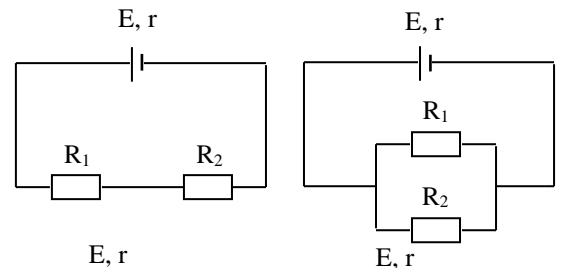 E, r
E, r
R₁
R₂
R₁
R₂
E, r
E, r